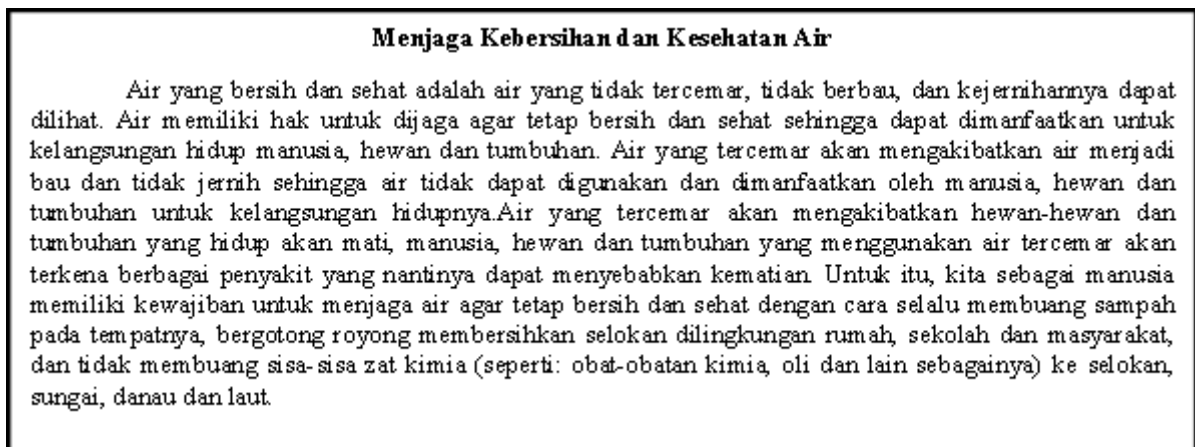 Menjaga Kebersihan dan Kesehatan Air
Air yang bersih dan sehat adalah air yang tidak tercemar, tidak berbau, dan kejernihannya dapat
dilihat. Air memiliki hak untuk dijaga agar tetap bersih dan sehat sehingga dapat dimanfaatkan untuk
kelangsungan hidup manusia, hewan dan tumbuhan. Air yang tercemar akan mengakibatkan air menjadi
bau dan tidak jernih sehingga air tidak dapat digunakan dan dimanfaatkan oleh manusia, hewan dan
tumbuhan untuk kelangsungan hidupnya.Air yang tercemar akan mengakibatkan hewan-hewan dan
tumbuhan yang hidup akan mati, manusia, hewan dan tumbuhan yang menggunakan air tercemar akan
terkena berbagai penyakit yang nantinya dapat menyebabkan kematian. Untuk itu, kita sebagai manusia
memiliki kewajiban untuk menjaga air agar tetap bersih dan sehat dengan cara selalu membuang sampah
pada tempatnya, bergotong royong membersihkan selokan dilingkungan rumah, sekolah dan masyarakat,
dan tidak membuang sisa-sisa zat kimia (seperti: obat-obatan kimia, oli dan lain sebagainya) ke selokan,
sungai, danau dan laut.